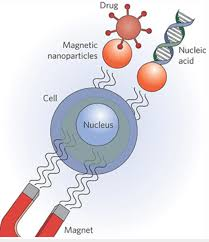 Drug
Magnetic
nanoparticles
Nucleic
acid
Cell
Nucleus
Magnet